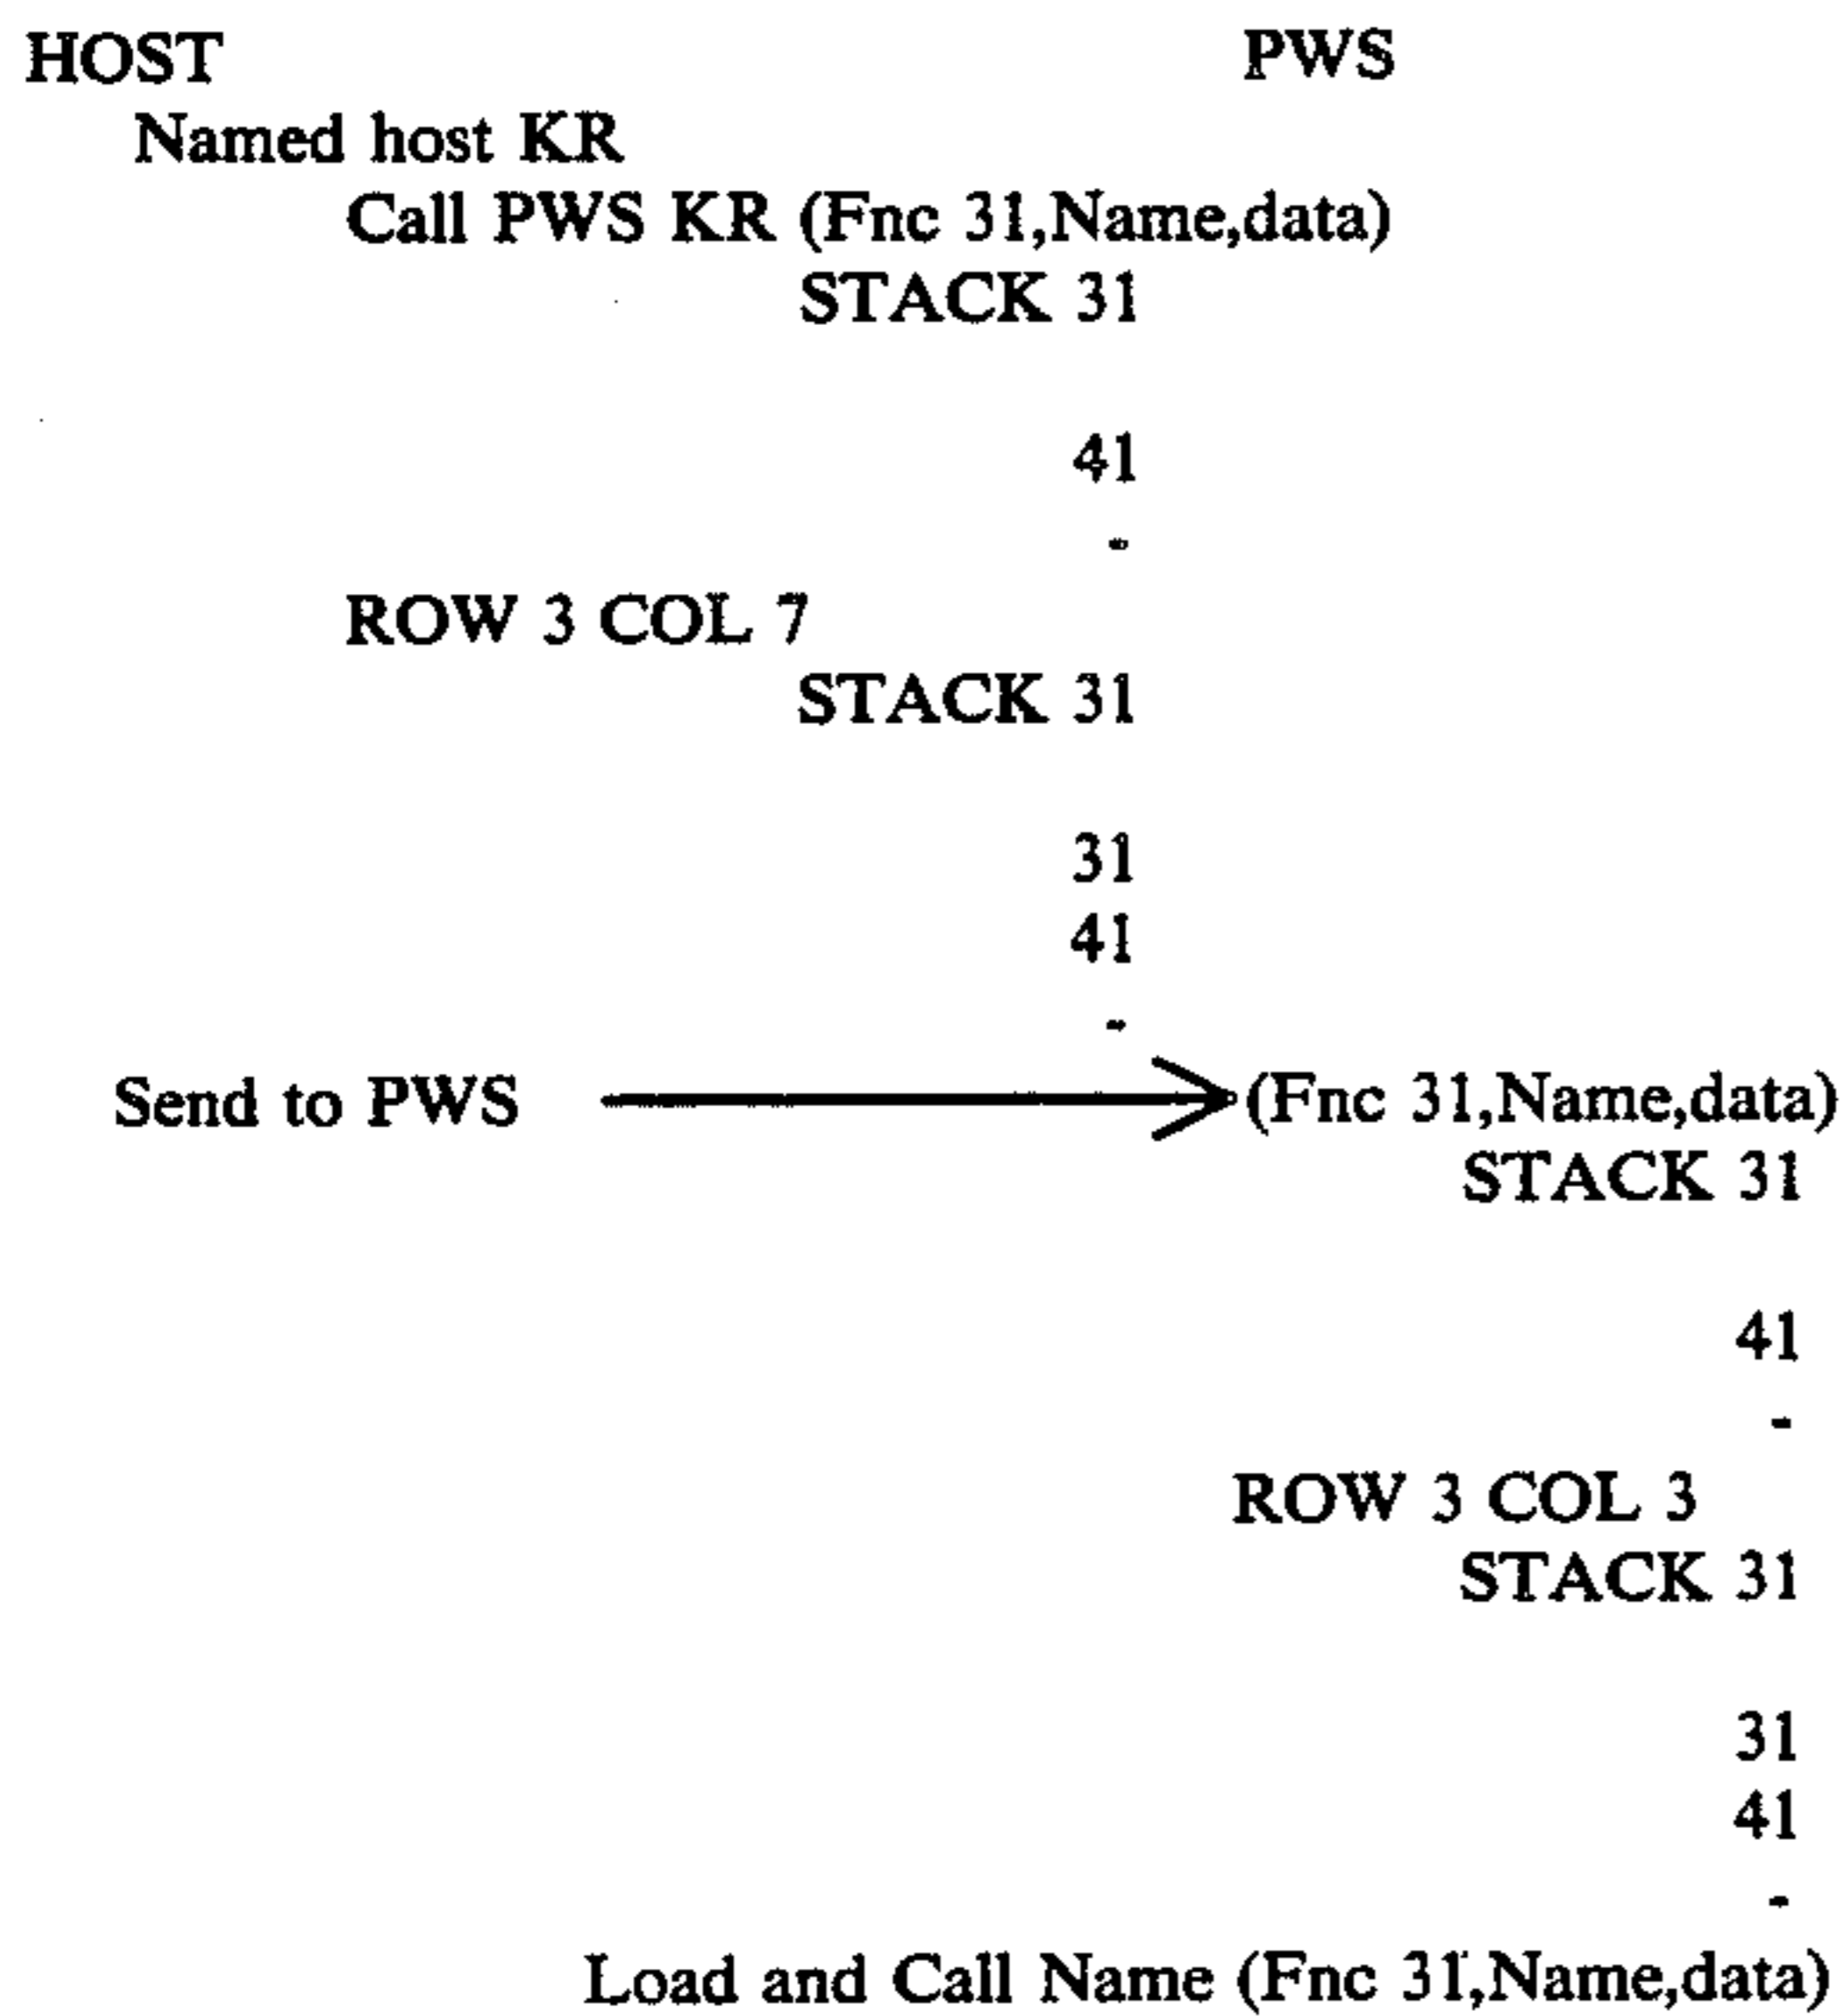 HOST PWS
Named host KR
Call PWS KR (Fnc 31,Name,data)
STACK 31
41
-
ROW 3 COL 7
STACK 31
31
41
-
Send to PWS (Fnc 31,Name,data)
STACK 31
41
-
ROW 3 COL 3
STACK 31
31
41
-
Load and Call Name (Fnc 31,Name,data)